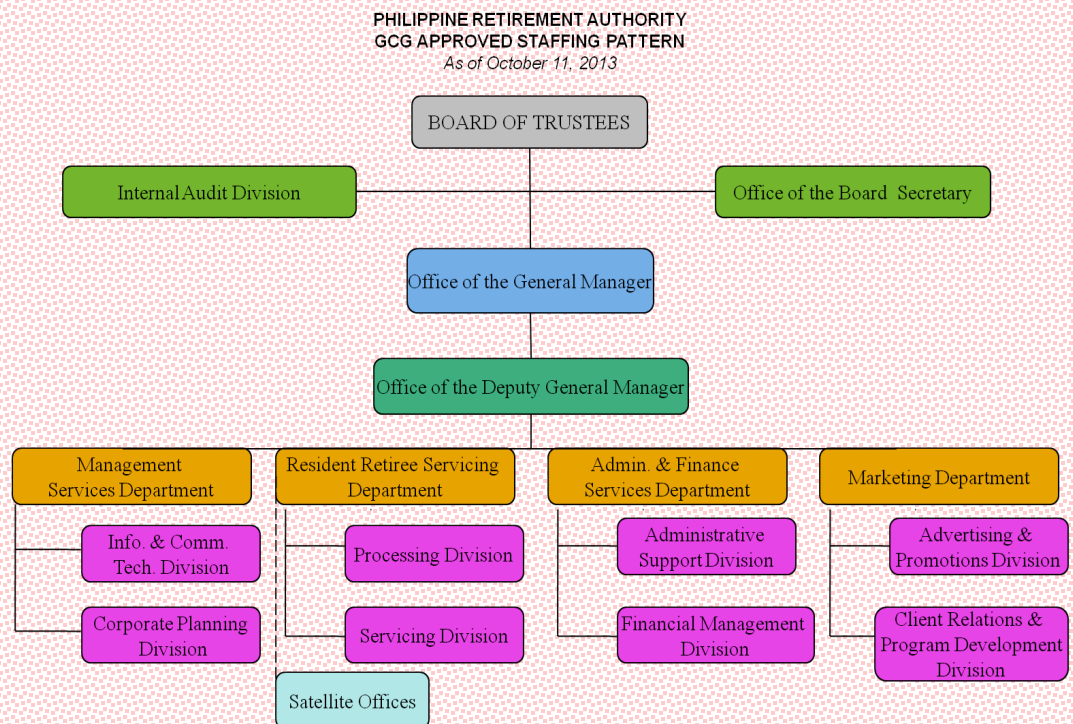 PHILIPPINE RETIREMENT AUTHORITY
GCG APPROVED STAFFING PATTERN
As of October 11, 2013
BOARD OF TRUSTEES
Internal Audit Division
Office of the Board Secretary
Office of the General Manager
Office of the Deputy General Manager
Management
Services Department
Resident Retiree Servicing
Department
Admin. & Finance
Services Department
Marketing Department
Info. & Comm.
Tech. Division
Processing Division
Administrative
Support Division
Advertising &
Promotions Division
Corporate Planning
Division
Servicing Division
Financial Management
Division
Client Relations &
Program Development
Division
Satellite Offices